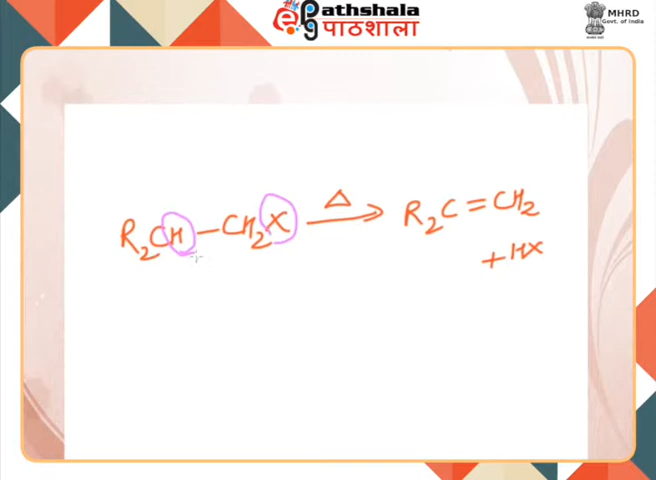 ePathshala
पाठशाला
MHRD
Govt. of India
R₂CH – CH₂X —Δ→ R₂C = CH₂
+ HX